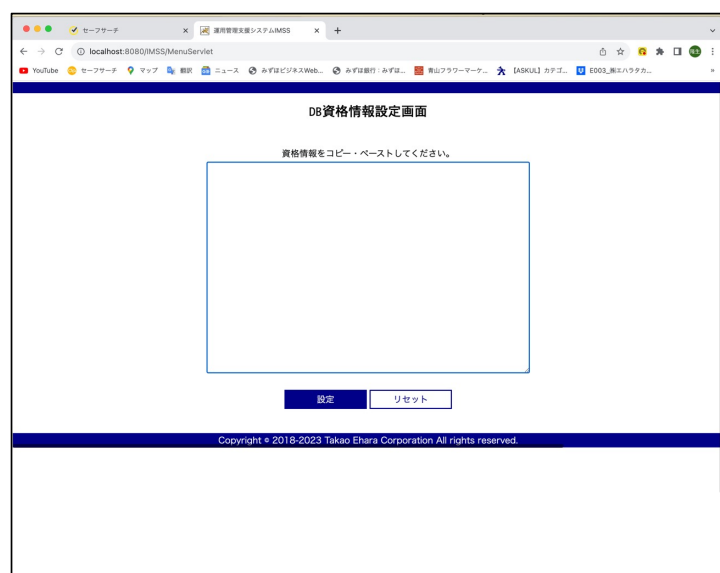 セーフサーチ
運用管理支援システムIMSS
localhost:8080/IMSS/MenuServlet
YouTube セーフサーチ マップ 翻訳 ニュース みずほビジネスWeb... みずほ銀行:みずほ... 青山フラワーマーケ... 【ASKUL】カテゴ... E003_㈱エハラタカ... »
DB資格情報設定画面
資格情報をコピー・ペーストしてください。
設定 リセット
Copyright © 2018-2023 Takao Ehara Corporation All rights reserved.